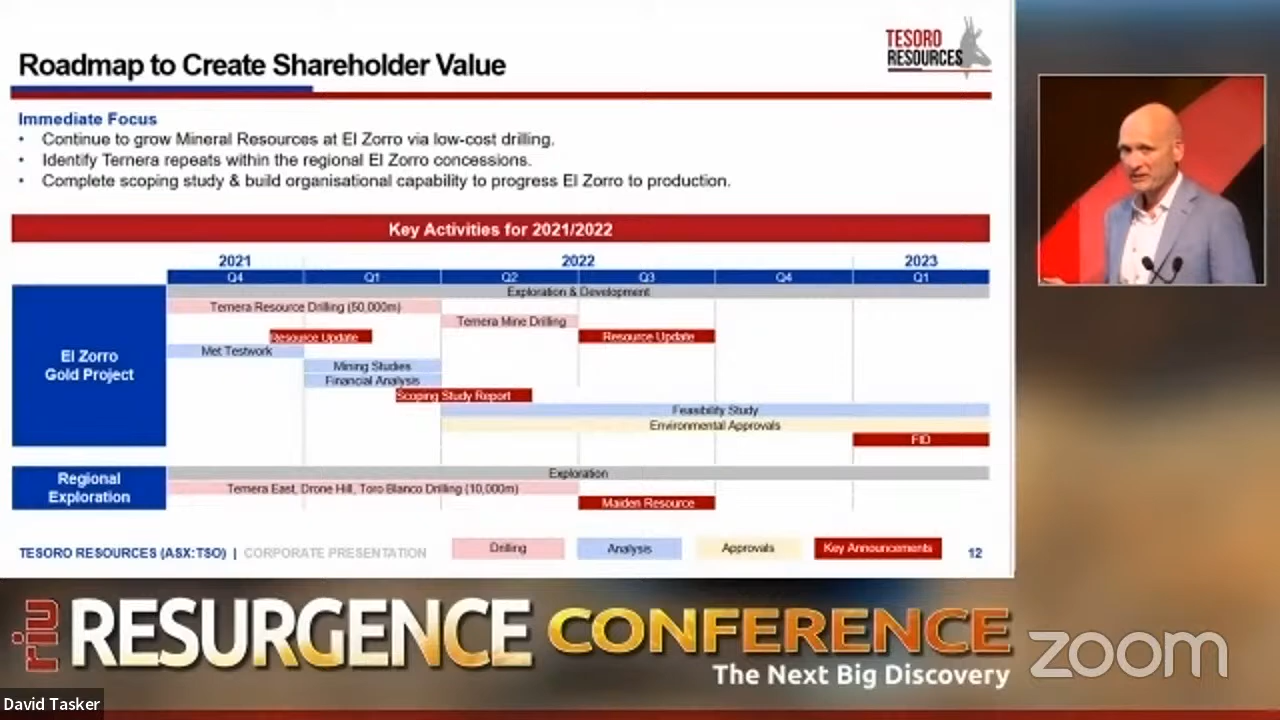 Roadmap to Create Shareholder Value
TESORO
RESOURCES
Immediate Focus
• Continue to grow Mineral Resources at El Zorro via low-cost drilling.
• Identify Ternera repeats within the regional El Zorro concessions.
• Complete scoping study & build organisational capability to progress El Zorro to production.
Key Activities for 2021/2022
2021 2022 2023
Q4 Q1 Q2 Q3 Q4 Q1
Exploration & Development
Ternera Resource Drilling (50,000m)
Ternera Mine Drilling
Resource Update Resource Update
Met Testwork
El Zorro
Gold Project
Mining Studies
Financial Analysis
Scoping Study Report
Feasibility Study
Environmental Approvals
FID
Regional
Exploration
Exploration
Ternera East, Drone Hill, Toro Blanco Drilling (10,000m)
Maiden Resource
TESORO RESOURCES (ASX:TSO) | CORPORATE PRESENTATION
Drilling Analysis Approvals Key Announcements
12
riu RESURGENCE CONFERENCE
The Next Big Discovery
zoom
David Tasker